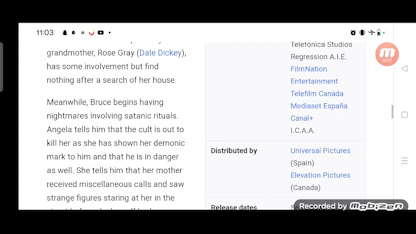 11:03
grandmother, Rose Gray (Dale Dickey),
has some involvement but find
nothing after a search of her house.
Meanwhile, Bruce begins having
nightmares involving satanic rituals.
Angela tells him that the cult is out to
kill her as she has shown her demonic
mark to him and that he is in danger
as well. She tells him that her mother
received miscellaneous calls and saw
strange figures staring at her in the
Telefonica Studios
Regression A.I.E.
FilmNation
Entertainment
Telefilm Canada
Mediaset España
Canal+
I.C.A.A.
Distributed by
Universal Pictures
(Spain)
Elevation Pictures
(Canada)
Release dates
Recorded by Mobizen